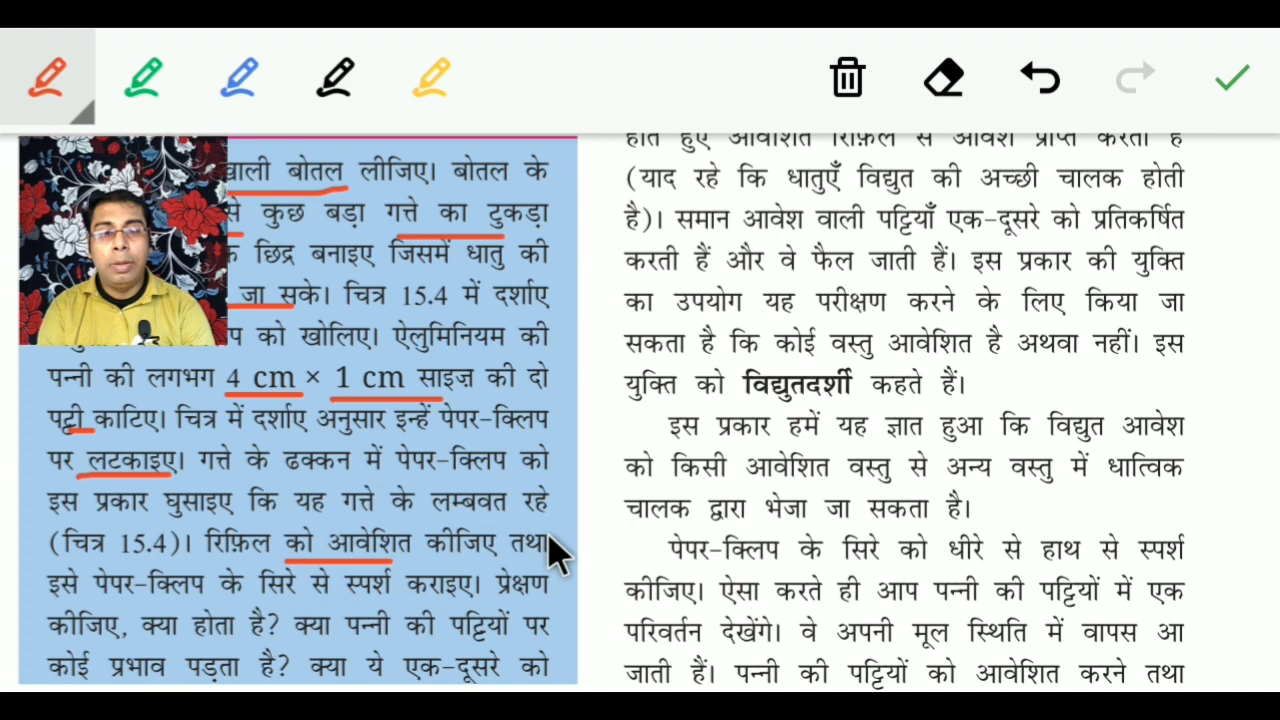 वाली बोतल लीजिए। बोतल के
से कुछ बड़ा गत्ते का टुकड़ा
छिद्र बनाइए जिसमें धातु की
जा सके। चित्र 15.4 में दर्शाए
को खोलिए। ऐलुमिनियम की
पन्नी की लगभग 4 cm × 1 cm साइज़ की दो
पट्टी काटिए। चित्र में दर्शाए अनुसार इन्हें पेपर-क्लिप
पर लटकाइए। गत्ते के ढक्कन में पेपर-क्लिप को
इस प्रकार घुसाइए कि यह गत्ते के लम्बवत रहे
(चित्र 15.4)। रिफ़िल को आवेशित कीजिए तथा
इसे पेपर-क्लिप के सिरे से स्पर्श कराइए। प्रेक्षण
कीजिए, क्या होता है? क्या पन्नी की पट्टियों पर
कोई प्रभाव पड़ता है? क्या ये एक-दूसरे को
होते हुए आवेशित रिफ़िल से आवेश प्राप्त करती हैं
(याद रहे कि धातुएँ विद्युत की अच्छी चालक होती
है)। समान आवेश वाली पट्टियाँ एक-दूसरे को प्रतिकर्षित
करती हैं और वे फैल जाती हैं। इस प्रकार की युक्ति
का उपयोग यह परीक्षण करने के लिए किया जा
सकता है कि कोई वस्तु आवेशित है अथवा नहीं। इस
युक्ति को विद्युतदर्शी कहते हैं।
इस प्रकार हमें यह ज्ञात हुआ कि विद्युत आवेश
को किसी आवेशित वस्तु से अन्य वस्तु में धात्विक
चालक द्वारा भेजा जा सकता है।
पेपर-क्लिप के सिरे को धीरे से हाथ से स्पर्श
कीजिए। ऐसा करते ही आप पन्नी की पट्टियों में एक
परिवर्तन देखेंगे। वे अपनी मूल स्थिति में वापस आ
जाती हैं। पन्नी की पट्टियों को आवेशित करने तथा